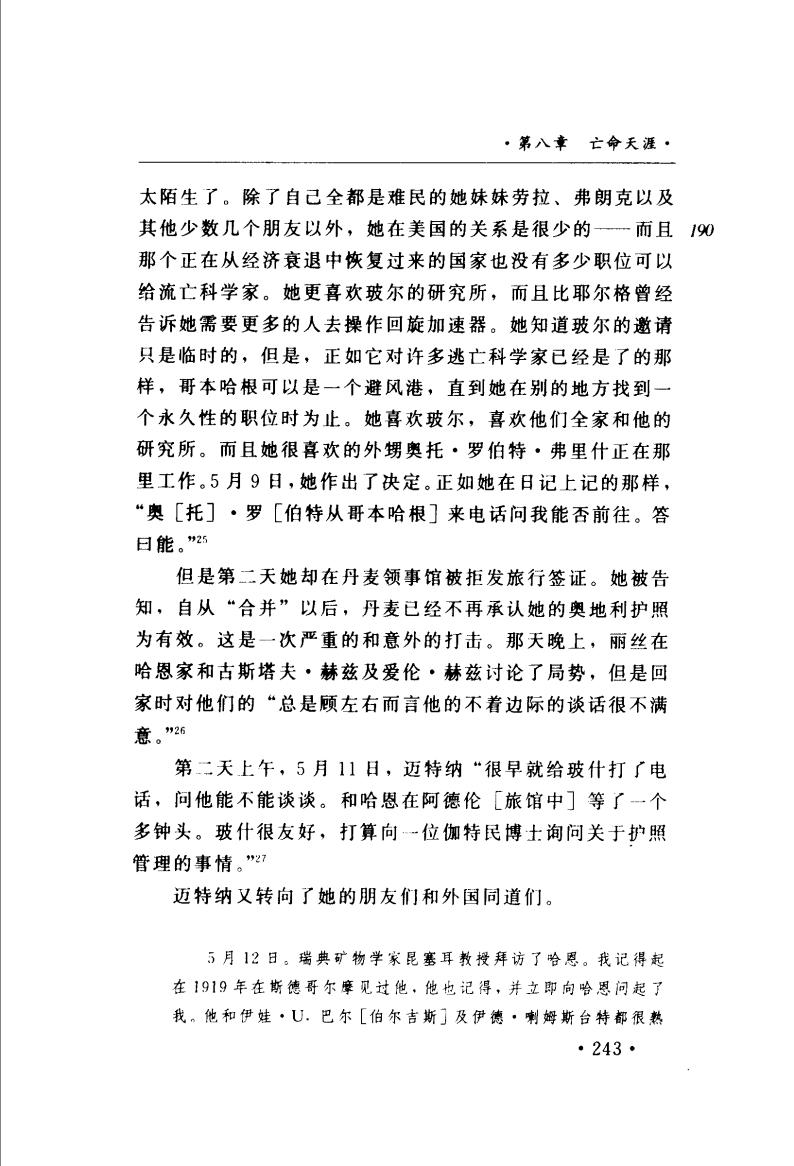 ·第八章 亡命天涯·
太陌生了。除了自己全都是难民的她妹妹劳拉、弗朗克以及
其他少数几个朋友以外，她在美国的关系是很少的——而且 190
那个正在从经济衰退中恢复过来的国家也没有多少职位可以
给流亡科学家。她更喜欢玻尔的研究所，而且比耶尔格曾经
告诉她需要更多的人去操作回旋加速器。她知道玻尔的邀请
只是临时的，但是，正如它对许多逃亡科学家已经是了的那
样，哥本哈根可以是一个避风港，直到她在别的地方找到一
个永久性的职位时为止。她喜欢玻尔，喜欢他们全家和他的
研究所。而且她很喜欢的外甥奥托·罗伯特·弗里什正在那
里工作。5月9日，她作出了决定。正如她在日记上记的那样，
“奥［托］·罗［伯特从哥本哈根］来电话问我能否前往。答
曰能。”25
但是第二天她却在丹麦领事馆被拒发旅行签证。她被告
知，自从“合并”以后，丹麦已经不再承认她的奥地利护照
为有效。这是一次严重的和意外的打击。那天晚上，丽丝在
哈恩家和古斯塔夫·赫兹及爱伦·赫兹讨论了局势，但是回
家时对他们的“总是顾左右而言他的不着边际的谈话很不满
意。”26
第二天上午，5月11日，迈特纳“很早就给玻什打了电
话，问他能不能谈谈。和哈恩在阿德伦［旅馆中］等了一个
多钟头。玻什很友好，打算向一位伽特民博士询问关于护照
管理的事情。”27
迈特纳又转向了她的朋友们和外国同道们。
5月12日。瑞典矿物学家昆塞耳教授拜访了哈恩。我记得起
在1919年在斯德哥尔摩见过他，他也记得，并立即向哈恩问起了
我。他和伊娃·U.巴尔［伯尔吉斯］及伊德·喇姆斯台特都很熟
·243·